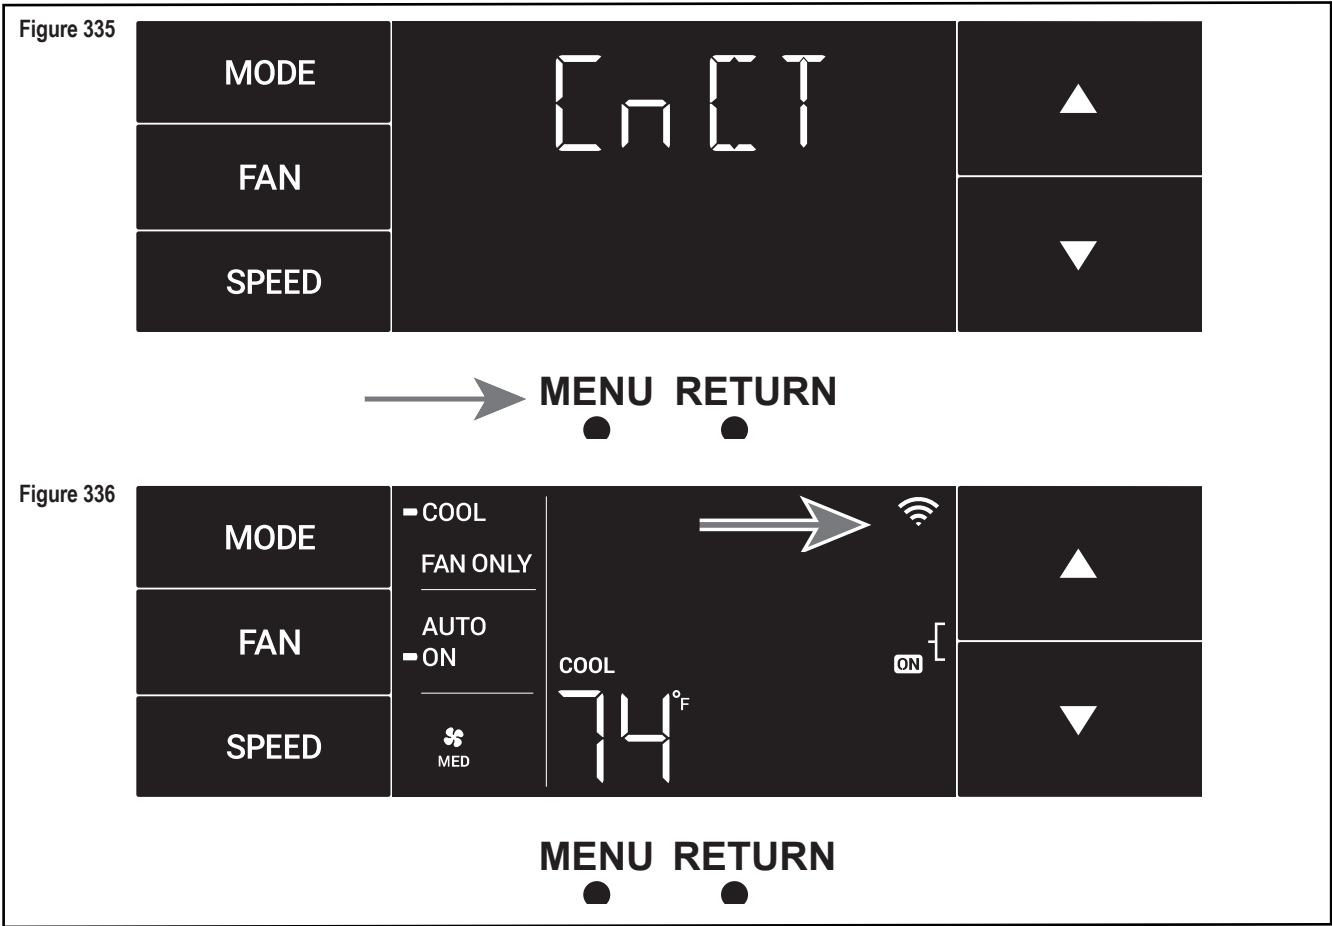 Figure 335
MODE
FAN
SPEED
CnCT
MENU RETURN
Figure 336
MODE
FAN
SPEED
COOL
FAN ONLY
AUTO
ON
MED
COOL
74°F
ON
MENU RETURN